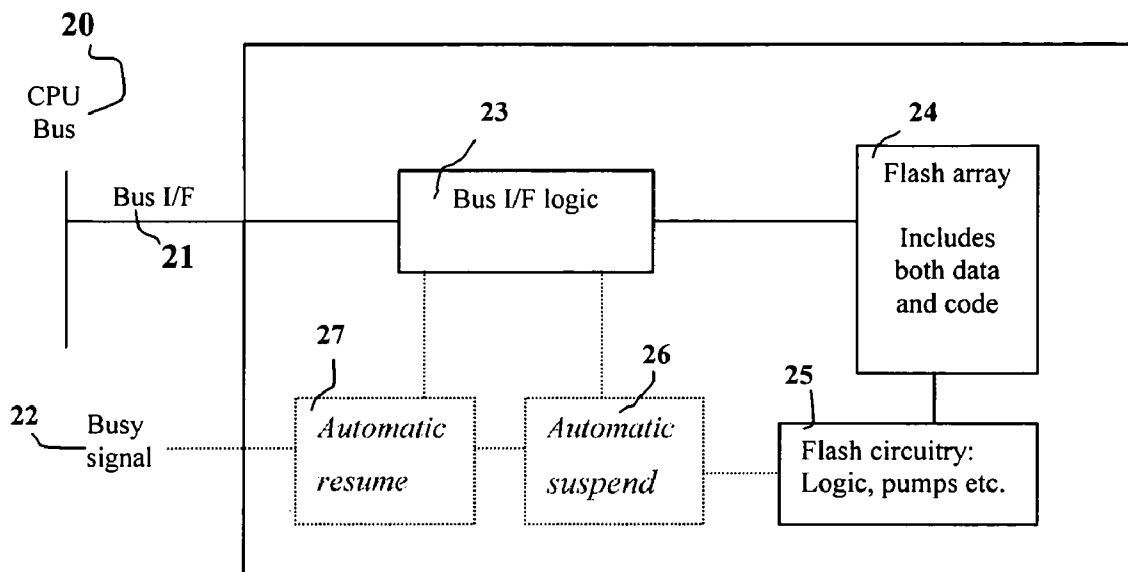 20
CPU
Bus
Bus I/F
21
23
Bus I/F logic
24
Flash array
Includes
both data
and code
27
Automatic
resume
26
Automatic
suspend
25
Flash circuitry:
Logic, pumps etc.
22
Busy
signal